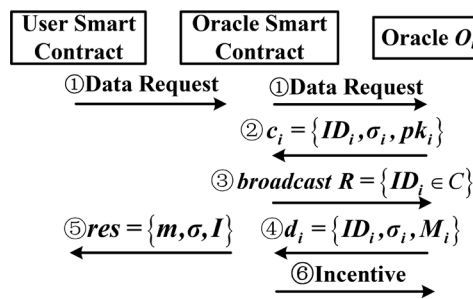 User Smart Contract
Oracle Smart Contract
Oracle
①Data Request
①Data Request
② c_i = {ID_i, σ_i, pk_i}
③ broadcast R = {ID_i ∈ C}
⑤ res = {m, σ, I}
④ d_i = {ID_i, σ_i, M_i}
⑥Incentive